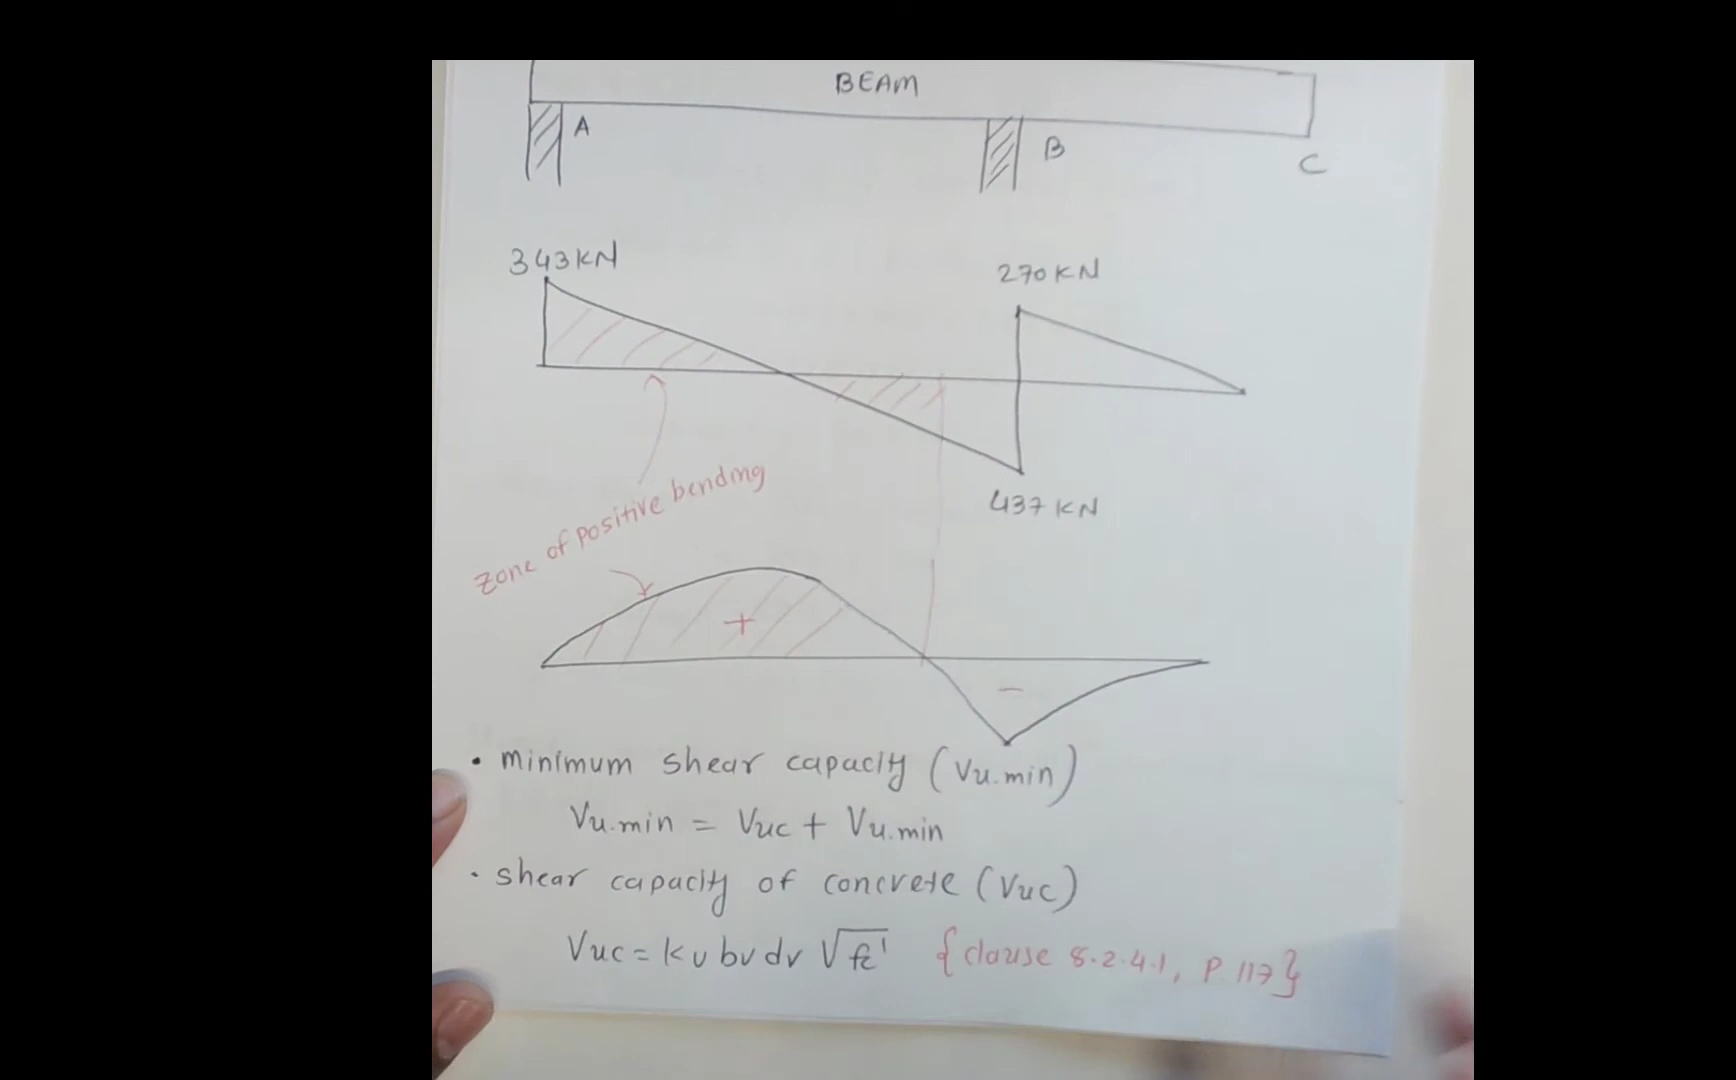 BEAM
A
B
C
343KN
270KN
437KN
zone of positive bending
+
-
• minimum shear capacity (Vu.min)
Vu.min = Vuc + Vu.min
• shear capacity of concrete (Vuc)
Vuc = kv bv dv √fc' {clause 8.2.4.1, P 117}